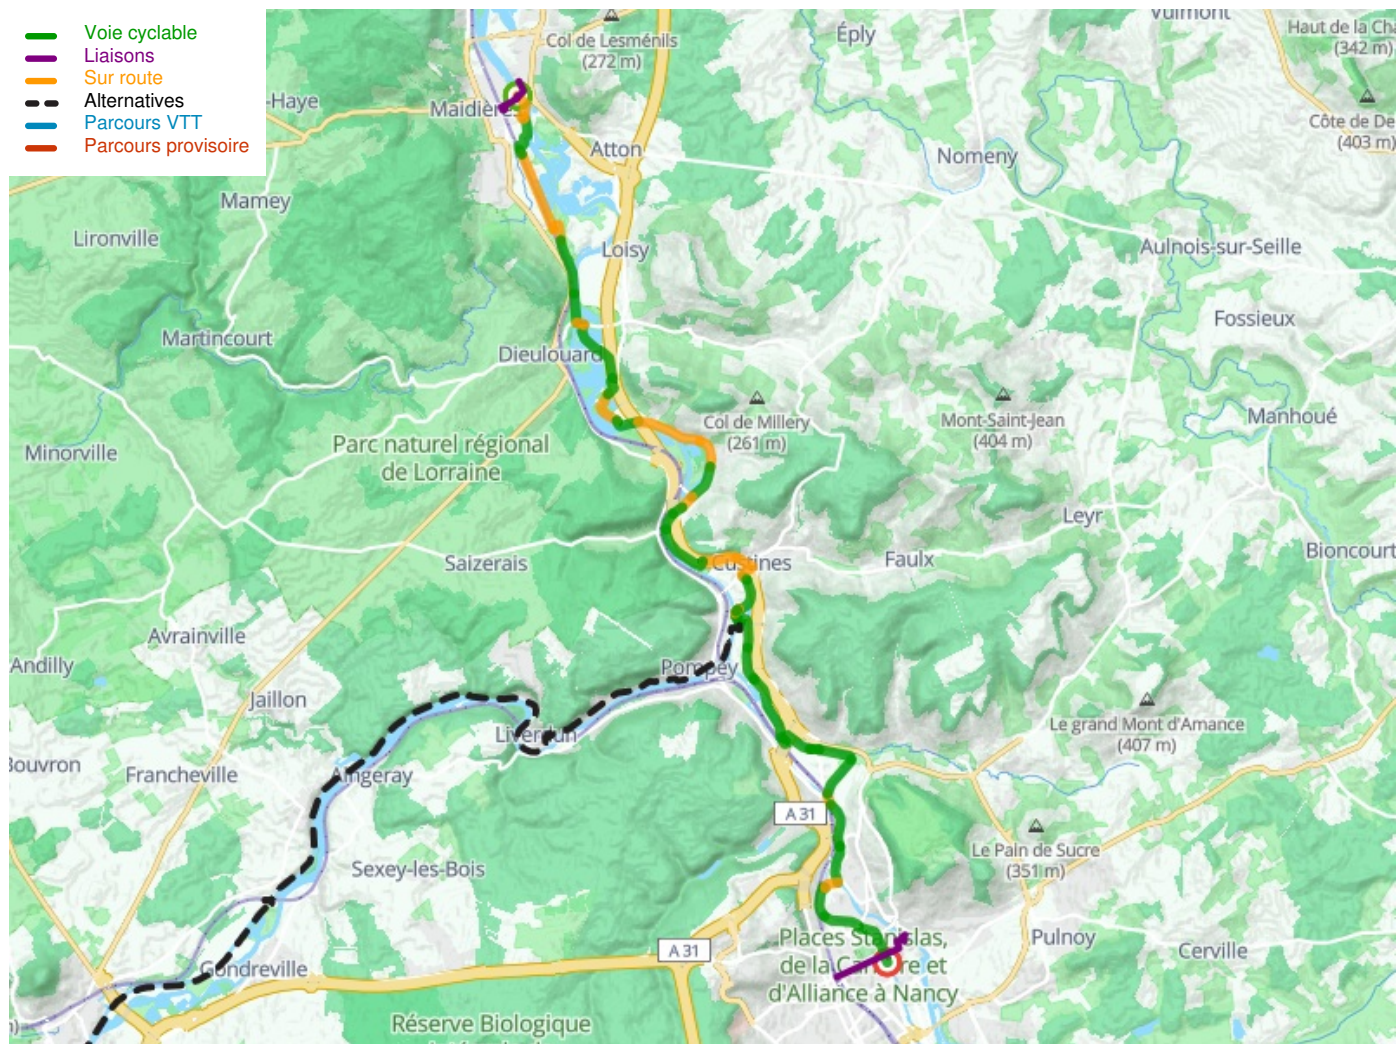 Voie cyclable
Liaisons
Sur route
Alternatives
Parcours VTT
Parcours provisoire
Col de Lesménils
(272 m)
Éply
Vulmont
Haut de la Cha
(342 m)
-Haye
Maidières
Atton
Nomeny
Côte de De
(403 m)
Mamey
Lironville
Loisy
Aulnois-sur-Seille
Martincourt
Dieulouard
Fossieux
Col de Millery
(261 m)
Mont-Saint-Jean
(404 m)
Manhoué
Minorville
Parc naturel régional
de Lorraine
Leyr
Saizerais
Custines
Faulx
Bioncourt
Avrainville
Andilly
Pompey
Jaillon
Le grand Mont d'Amance
(407 m)
Liverdun
Bouvron
Francheville
Aingeray
A 31
Le Pain de Sucre
(351 m)
Sexey-les-Bois
A 31
Places Stanislas,
de la Carrière et
d'Alliance à Nancy
Pulnoy
Cerville
Gondreville
Réserve Biologique